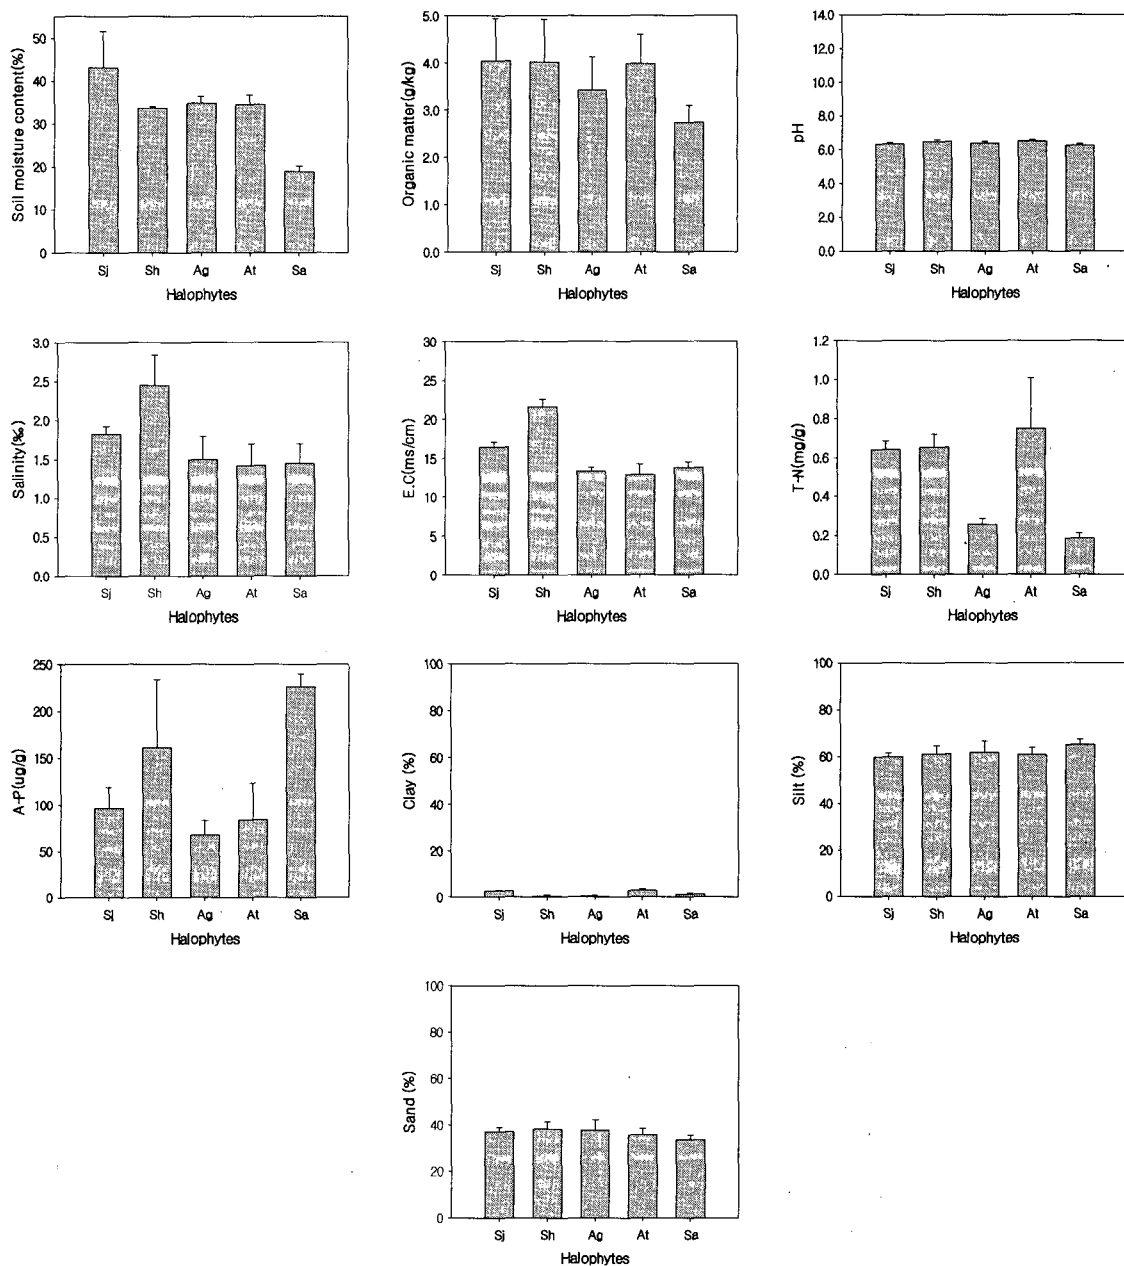 Soil moisture content(%)
50
40
30
20
10
0
Sj Sh Ag At Sa
Halophytes
Organic matter(g/kg)
5.0
4.0
3.0
2.0
1.0
0.0
Sj Sh Ag At Sa
Halophytes
pH
14.0
12.0
10.0
8.0
6.0
4.0
2.0
0.0
Sj Sh Ag At Sa
Halophytes
Salinity(‰)
3.0
2.5
2.0
1.5
1.0
0.5
0.0
Sj Sh Ag At Sa
Halophytes
E.C(ms/cm)
30
25
20
15
10
5
0
Sj Sh Ag At Sa
Halophytes
T-N(mg/g)
1.2
1.0
0.8
0.6
0.4
0.2
0.0
Sj Sh Ag At Sa
Halophytes
A-P(ug/g)
250
200
150
100
50
0
Sj Sh Ag At Sa
Halophytes
Clay (%)
100
80
60
40
20
0
Sj Sh Ag At Sa
Halophytes
Silt (%)
100
80
60
40
20
0
Sj Sh Ag At Sa
Halophytes
Sand (%)
100
80
60
40
20
0
Sj Sh Ag At Sa
Halophytes